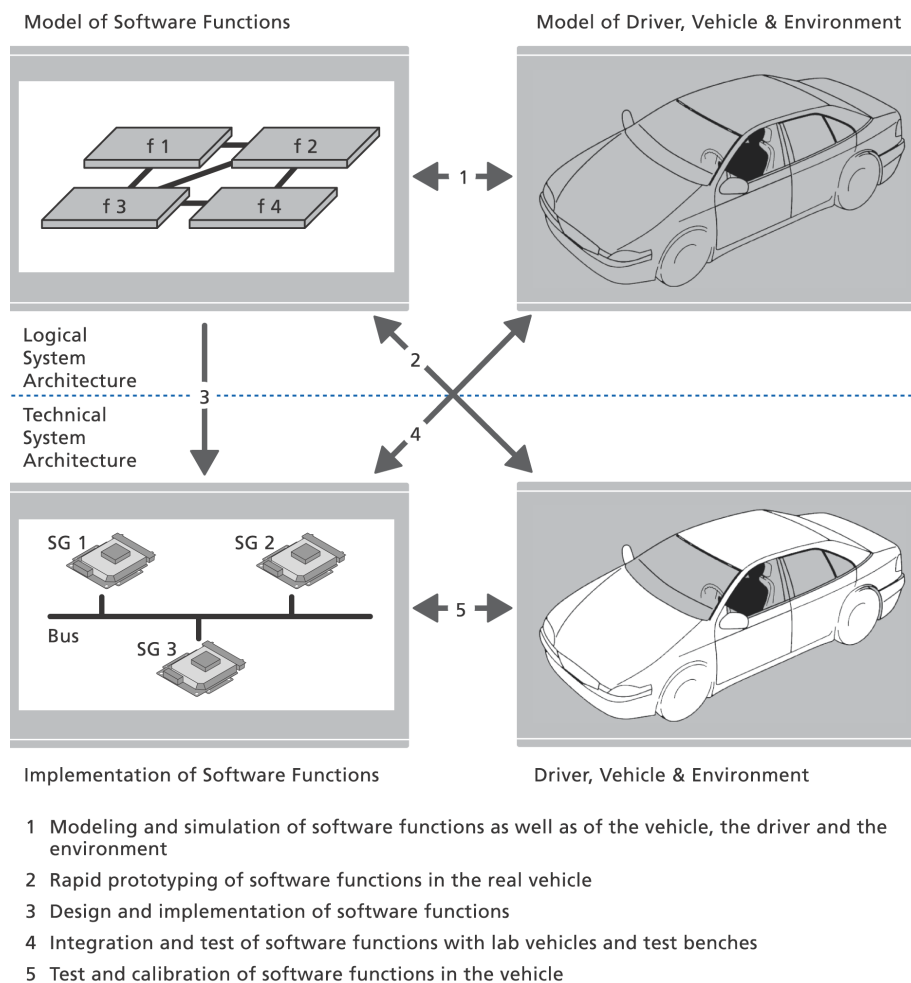 Model of Software Functions
Model of Driver, Vehicle & Environment
f 1
f 2
f 3
f 4
1
Logical
System
Architecture
2
3
Technical
System
Architecture
4
SG 1
SG 2
Bus
SG 3
5
Implementation of Software Functions
Driver, Vehicle & Environment
1 Modeling and simulation of software functions as well as of the vehicle, the driver and the
environment
2 Rapid prototyping of software functions in the real vehicle
3 Design and implementation of software functions
4 Integration and test of software functions with lab vehicles and test benches
5 Test and calibration of software functions in the vehicle